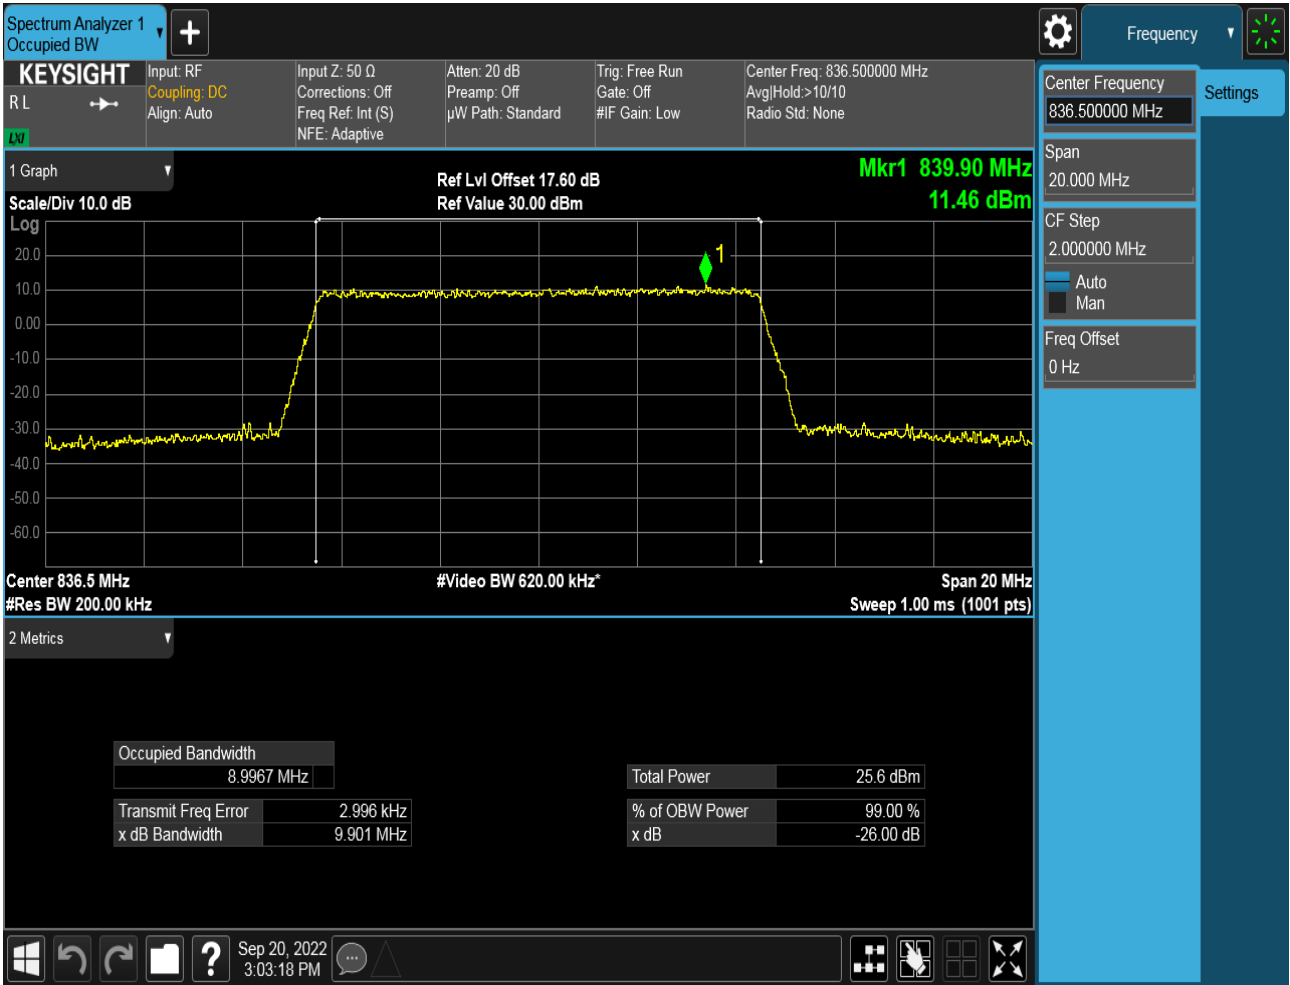 Spectrum Analyzer 1
Occupied BW
Frequency
KEYSIGHT
R L
LXI
Input: RF
Coupling: DC
Align: Auto
Input Z: 50 Ω
Corrections: Off
Freq Ref: Int (S)
NFE: Adaptive
Atten: 20 dB
Preamp: Off
µW Path: Standard
Trig: Free Run
Gate: Off
#IF Gain: Low
Center Freq: 836.500000 MHz
Avg|Hold:>10/10
Radio Std: None
Center Frequency
836.500000 MHz
Settings
Span
20.000 MHz
CF Step
2.000000 MHz
Auto
Man
Freq Offset
0 Hz
1 Graph
Scale/Div 10.0 dB
Ref Lvl Offset 17.60 dB
Ref Value 30.00 dBm
Mkr1 839.90 MHz
11.46 dBm
Log
20.0
10.0
0.00
-10.0
-20.0
-30.0
-40.0
-50.0
-60.0
1
Center 836.5 MHz
#Video BW 620.00 kHz*
Span 20 MHz
#Res BW 200.00 kHz
Sweep 1.00 ms (1001 pts)
2 Metrics
Occupied Bandwidth
8.9967 MHz
Total Power 25.6 dBm
Transmit Freq Error 2.996 kHz
% of OBW Power 99.00 %
x dB Bandwidth 9.901 MHz
x dB -26.00 dB
Sep 20, 2022
3:03:18 PM